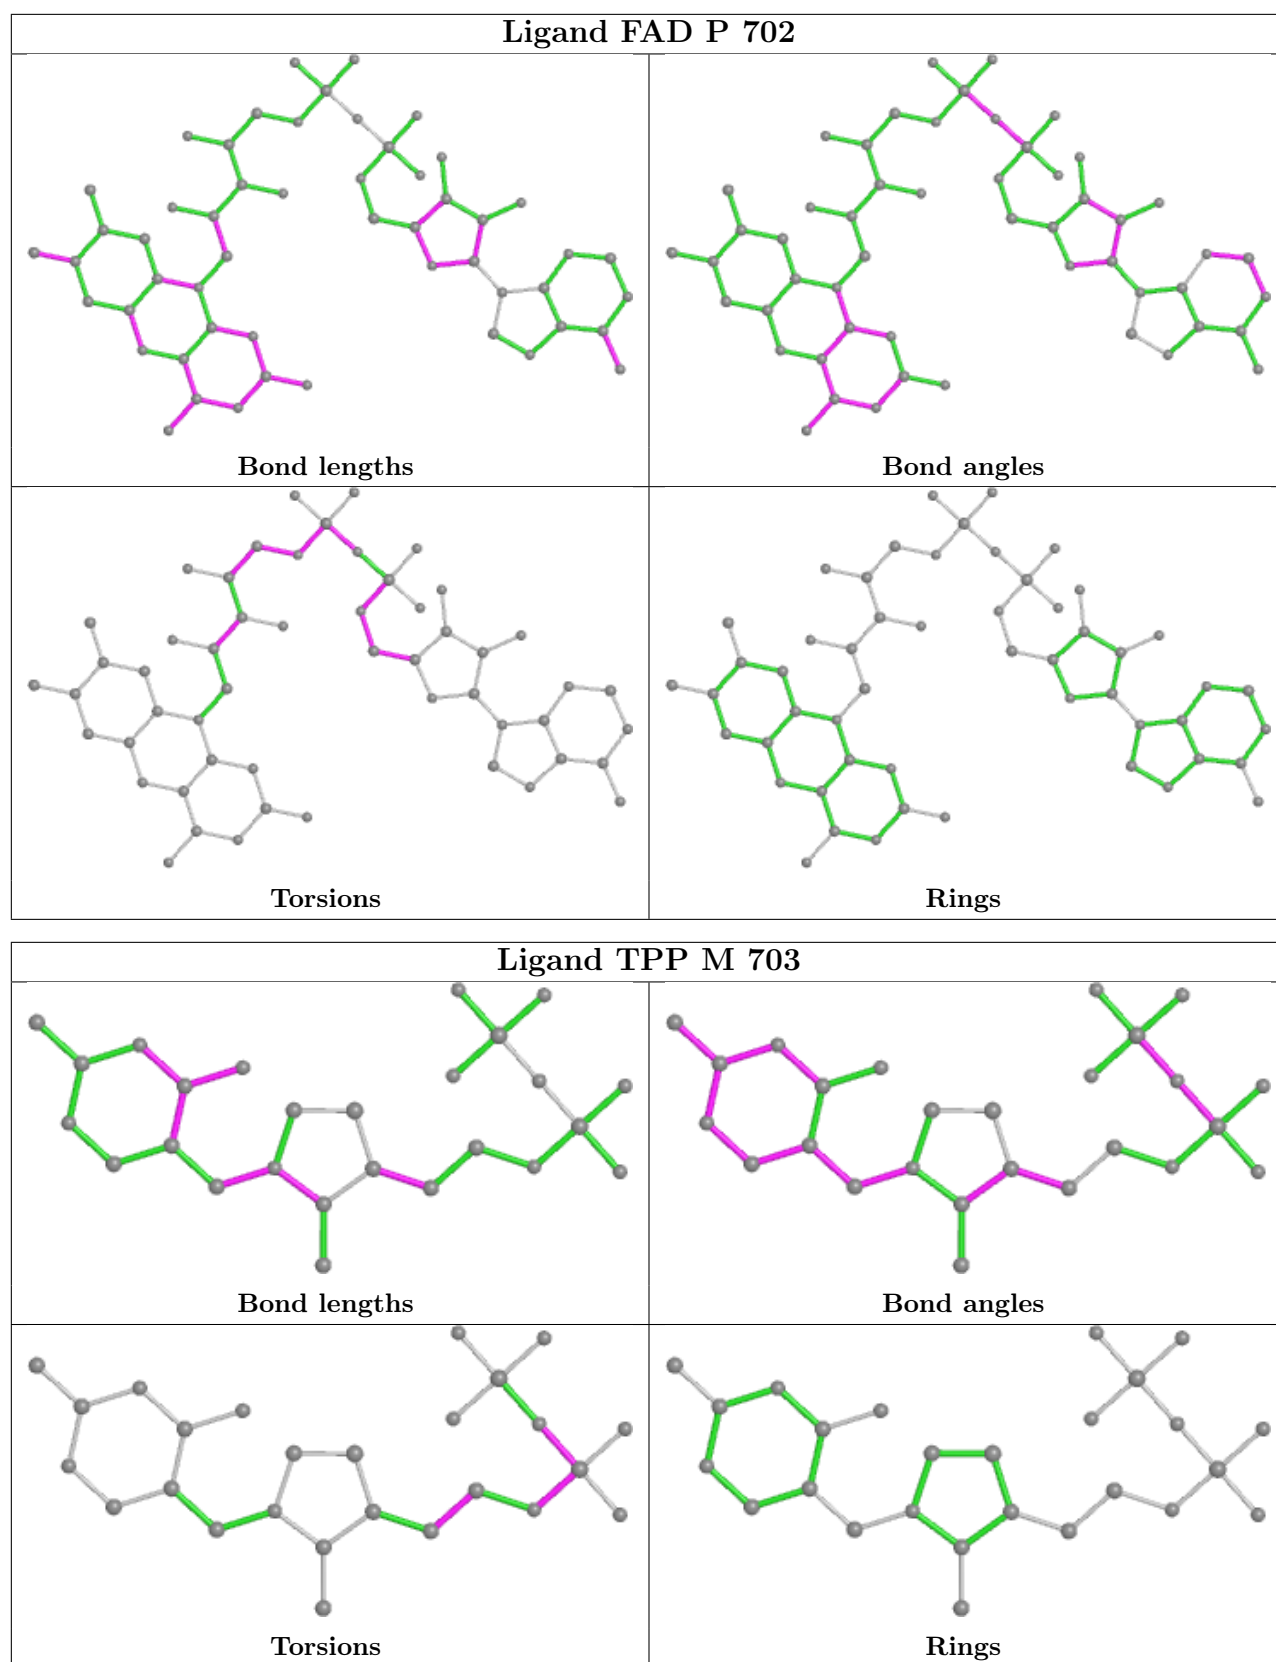 Ligand FAD P 702
Bond lengths
Bond angles
Torsions
Rings
Ligand TPP M 703
Bond lengths
Bond angles
Torsions
Rings